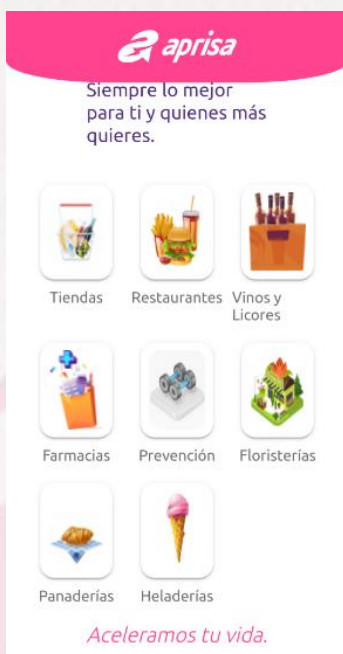 aprisa
Siempre lo mejor
para ti y quienes más
quieres.
Tiendas
Restaurantes
Vinos y
Licores
Farmacias
Prevención
Floristerías
Panaderías
Heladerías
Aceleramos tu vida.